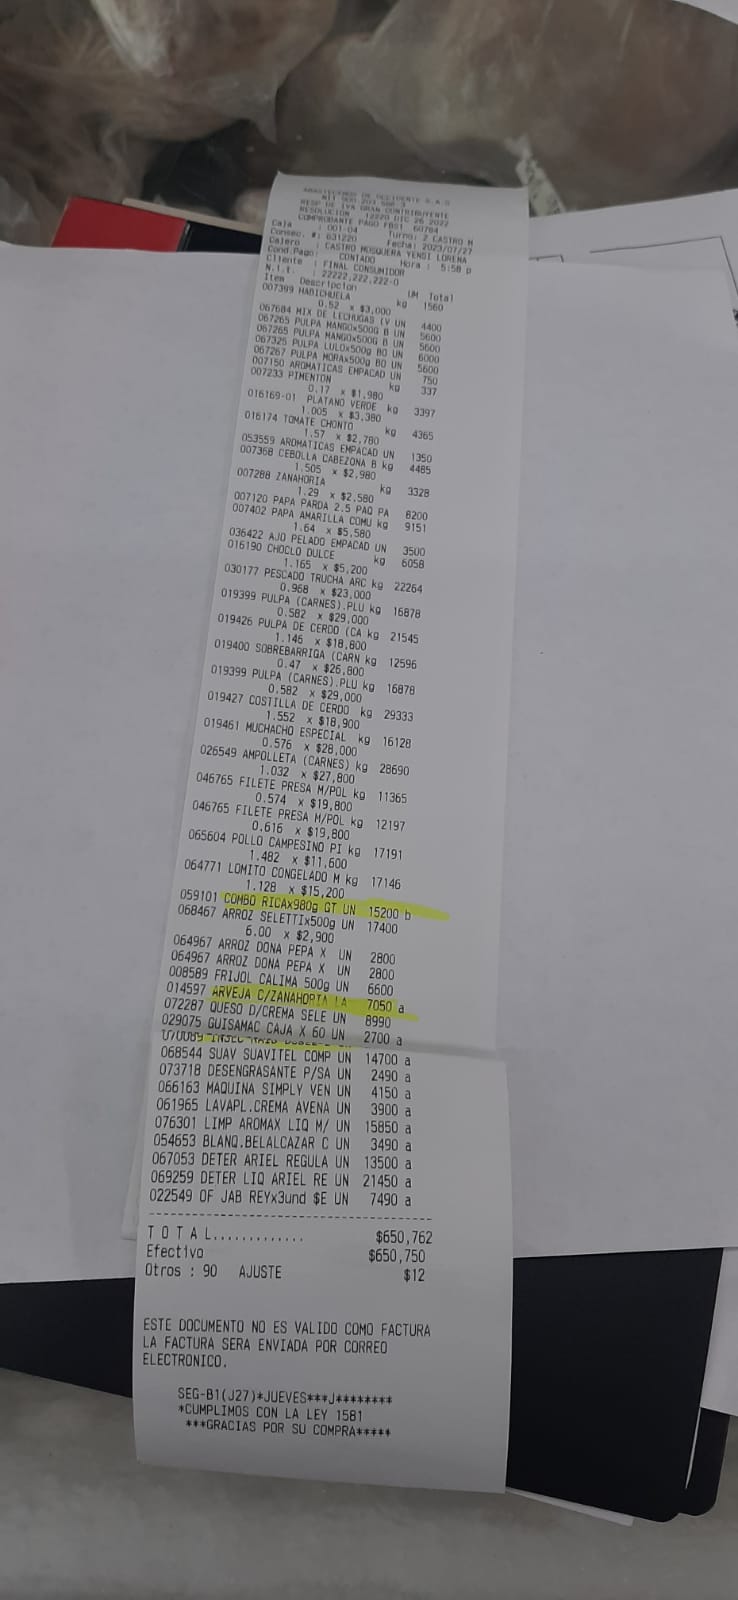 ABASTECEMOS DE OCCIDENTE S.A.S
RESP DE IVA GRAN CONTRIBUYENTE
RESOLUCION 12220 DIC 26 2022
COMPROBANTE PAGO 60784
Caja : 001-04 Turno: 2 CASTRO M
Consec. #: 631220 Fecha: 2023/07/27
Cajero : CASTRO MOSQUERA YENSI LORENA
Cond.Pago: CONTADO Hora : 5:58 p
Cliente : FINAL CONSUMIDOR
N.i.t. : 22222,222,222-0
Item Descripcion UM Total
007399 HABICHUELA kg 1560
0.52 x $3,000
067684 MIX DE LECHUGAS (V UN 4400
067265 PULPA MANGOx500G B UN 5600
067265 PULPA MANGOx500G B UN 5600
067325 PULPA LULOx500g BO UN 6000
067267 PULPA MORAx500g BO UN 5600
007150 AROMATICAS EMPACAD UN 750
007233 PIMENTON kg 337
0.17 x $1,980
016169-01 PLATANO VERDE kg 3397
1.005 x $3,380
016174 TOMATE CHONTO kg 4365
1.57 x $2,780
053559 AROMATICAS EMPACAD UN 1350
007368 CEBOLLA CABEZONA B kg 4485
1.505 x $2,980
007288 ZANAHORIA kg 3328
1.29 x $2,580
007120 PAPA PARDA 2.5 PAQ PA 8200
007402 PAPA AMARILLA COMU kg 9151
1.64 x $5,580
036422 AJO PELADO EMPACAD UN 3500
016190 CHOCLO DULCE kg 6058
1.165 x $5,200
030177 PESCADO TRUCHA ARC kg 22264
0.968 x $23,000
019399 PULPA (CARNES).PLU kg 16878
0.582 x $29,000
019426 PULPA DE CERDO (CA kg 21545
1.146 x $18,800
019400 SOBREBARRIGA (CARN kg 12596
0.47 x $26,800
019399 PULPA (CARNES).PLU kg 16878
0.582 x $29,000
019427 COSTILLA DE CERDO kg 29333
1.552 x $18,900
019461 MUCHACHO ESPECIAL kg 16128
0.576 x $28,000
026549 AMPOLLETA (CARNES) kg 28690
1.032 x $27,800
046765 FILETE PRESA M/POL kg 11365
0.574 x $19,800
046765 FILETE PRESA M/POL kg 12197
0.616 x $19,800
065604 POLLO CAMPESINO PI kg 17191
1.482 x $11,600
064771 LOMITO CONGELADO M kg 17146
1.128 x $15,200
059101 COMBO RICAx980g GT UN 15200 b
068467 ARROZ SELETTIx500g UN 17400
6.00 x $2,900
064967 ARROZ DONA PEPA X UN 2800
064967 ARROZ DONA PEPA X UN 2800
008589 FRIJOL CALIMA 500g UN 6600
014597 ARVEJA C/ZANAHORIA LA 7050 a
072287 QUESO D/CREMA SELE UN 8990
029075 GUISAMAC CAJA X 60 UN 2700 a
068544 SUAV SUAVITEL COMP UN 14700 a
073718 DESENGRASANTE P/SA UN 2490 a
066163 MAQUINA SIMPLY VEN UN 4150 a
061965 LAVAPL.CREMA AVENA UN 3900 a
076301 LIMP AROMAX LIQ M/ UN 15850 a
054653 BLANQ.BELALCAZAR C UN 3490 a
067053 DETER ARIEL REGULA UN 13500 a
069259 DETER LIQ ARIEL RE UN 21450 a
022549 OF JAB REYx3und $E UN 7490 a
TOTAL............. $650,762
Efectivo $650,750
Otros : 90 AJUSTE $12
ESTE DOCUMENTO NO ES VALIDO COMO FACTURA
LA FACTURA SERA ENVIADA POR CORREO
ELECTRONICO.
SEG-B1(J27)*JUEVES***J********
*CUMPLIMOS CON LA LEY 1581
***GRACIAS POR SU COMPRA*****